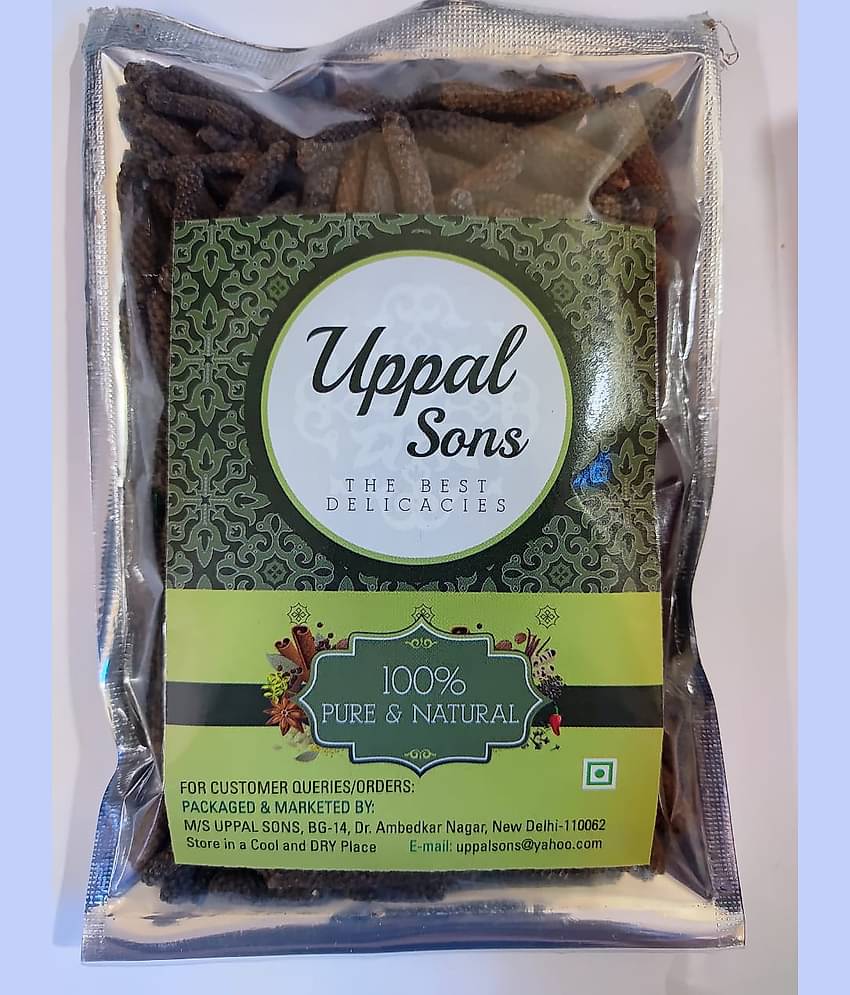 Uppal
Sons
THE BEST
DELICACIES
100%
PURE & NATURAL
FOR CUSTOMER QUERIES/ORDERS:
PACKAGED & MARKETED BY:
M/S UPPAL SONS, BG-14, Dr. Ambedkar Nagar, New Delhi-110062
Store in a Cool and DRY Place E-mail: uppalsons@yahoo.com